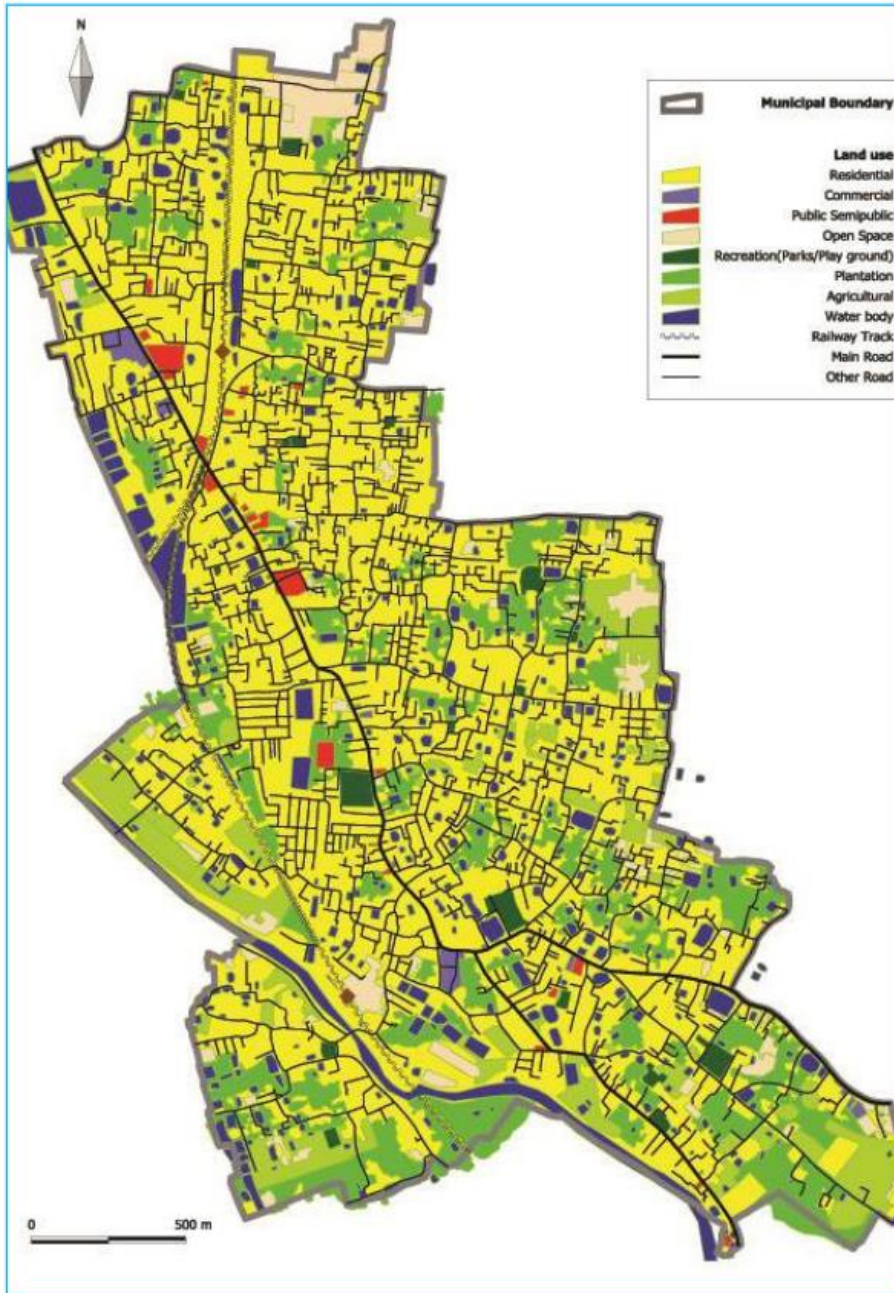 N
Municipal Boundary
Land use
Residential
Commercial
Public Semipublic
Open Space
Recreation(Parks/Play ground)
Plantation
Agricultural
Water body
Railway Track
Main Road
Other Road
0 500 m